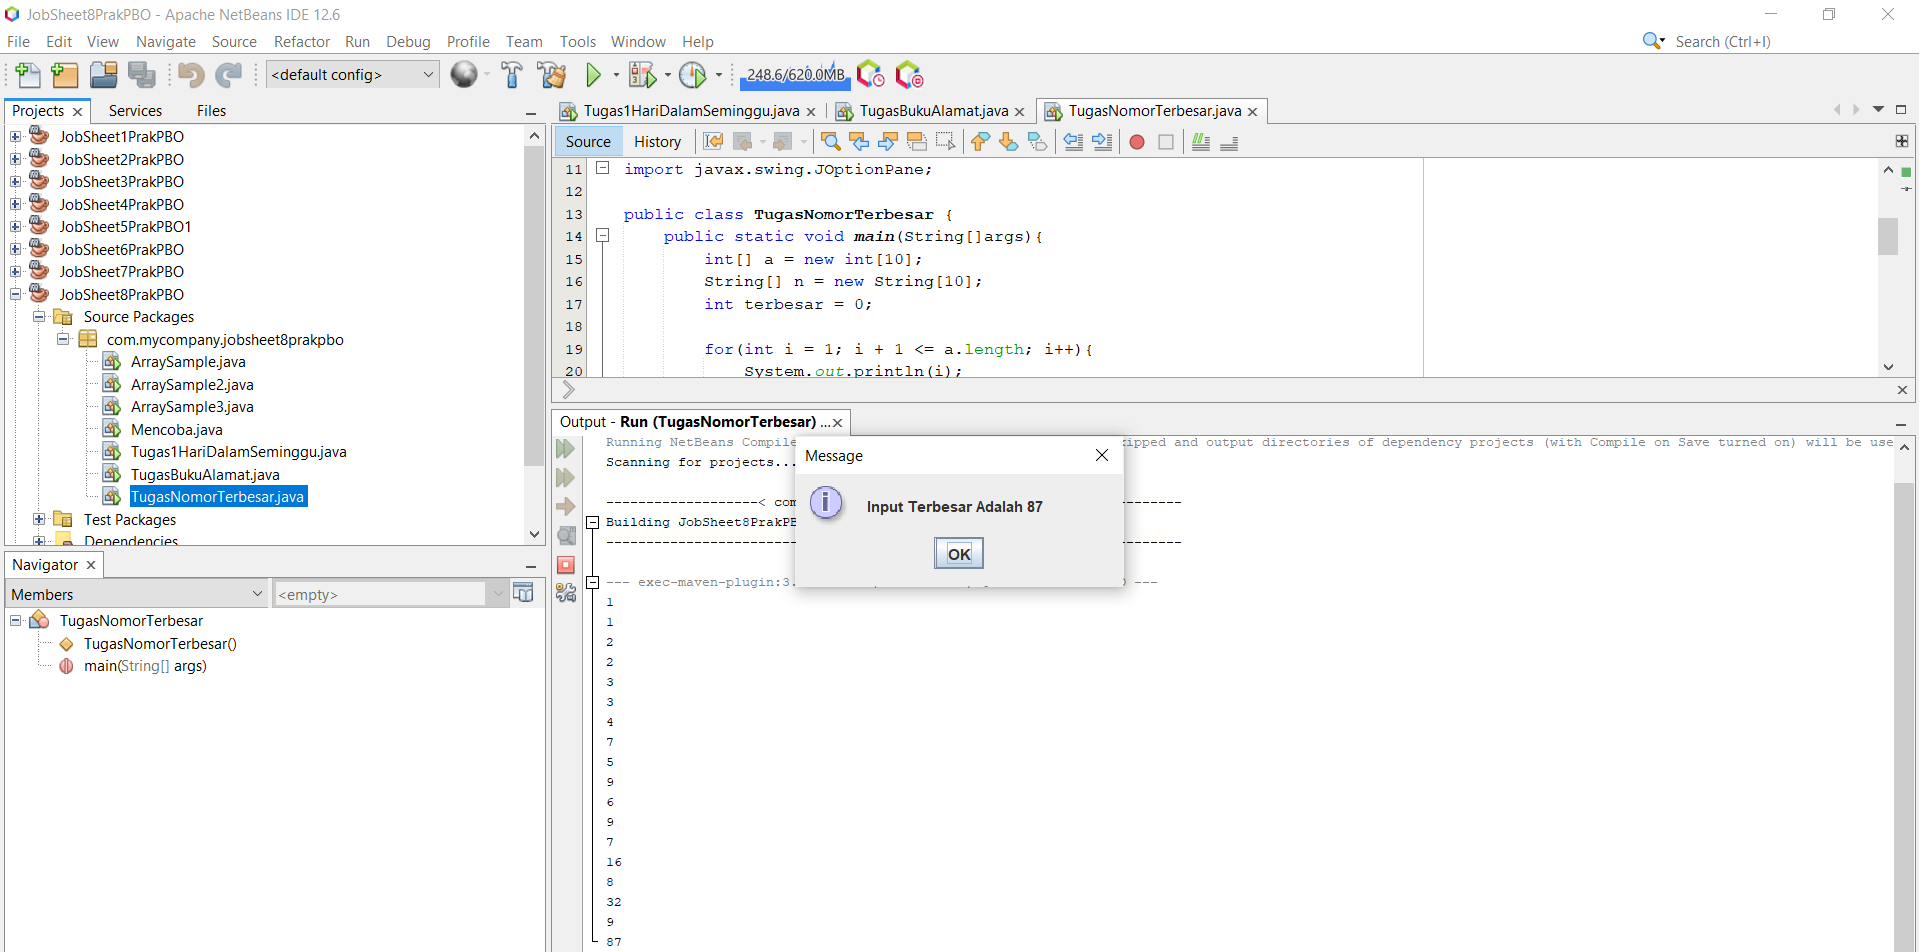 JobSheet8PrakPBO - Apache NetBeans IDE 12.6
File Edit View Navigate Source Refactor Run Debug Profile Team Tools Window Help
Search (Ctrl+I)
<default config>
248.6/620.0MB
Projects Services Files
JobSheet1PrakPBO
JobSheet2PrakPBO
JobSheet3PrakPBO
JobSheet4PrakPBO
JobSheet5PrakPBO1
JobSheet6PrakPBO
JobSheet7PrakPBO
JobSheet8PrakPBO
Source Packages
com.mycompany.jobsheet8prakpbo
ArraySample.java
ArraySample2.java
ArraySample3.java
Mencoba.java
Tugas1HariDalamSeminggu.java
TugasBukuAlamat.java
TugasNomorTerbesar.java
Test Packages
Dependencies
Navigator
Members
<empty>
TugasNomorTerbesar
TugasNomorTerbesar()
main(String[] args)
Tugas1HariDalamSeminggu.java TugasBukuAlamat.java TugasNomorTerbesar.java
Source History
11 import javax.swing.JOptionPane;
12
13 public class TugasNomorTerbesar {
14 public static void main(String[]args){
15 int[] a = new int[10];
16 String[] n = new String[10];
17 int terbesar = 0;
18
19 for(int i = 1; i + 1 <= a.length; i++){
20 System.out.println(i);
Output - Run (TugasNomorTerbesar) ...
Running NetBeans Compile
and output directories of dependency projects (with Compile on Save turned on) will be use
Scanning for projects...
-------------------< com
-------
Building JobSheet8PrakPB
--- exec-maven-plugin:3.
---
1
1
2
2
3
3
4
7
5
9
6
9
7
16
8
32
9
87
Message
Input Terbesar Adalah 87
OK